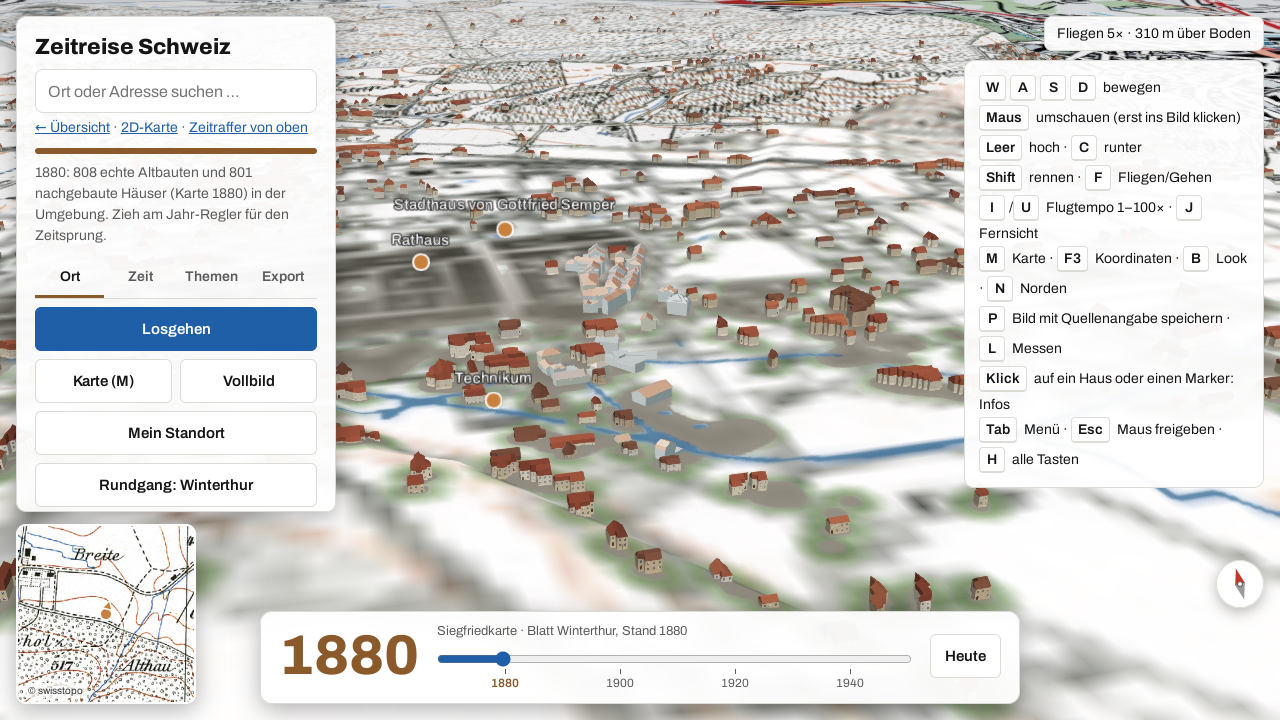 Zeitreise Schweiz
Ort oder Adresse suchen ...
← Übersicht · 2D-Karte · Zeitraffer von oben
1880: 808 echte Altbauten und 991
nachgebaute Häuser (Karte 1880) in der
Umgebung. Zieh am Jahr-Regler für den
Zeitsprung.
Ort Zeit Themen Export
Losgehen
Karte (M) Vollbild
Mein Standort
Rundgang: Winterthur
Stadthaus von Gottfried Semper
Rathaus
Technikum
Fliegen 5× · 310 m über Boden
W A S D bewegen
Maus umschauen (erst ins Bild klicken)
Leer hoch · C runter
Shift rennen · F Fliegen/Gehen
I / U Flugtempo 1–100× · J
Fernsicht
M Karte · F3 Koordinaten · B Look
· N Norden
P Bild mit Quellenangabe speichern ·
L Messen
Klick auf ein Haus oder einen Marker:
Infos
Tab Menü · Esc Maus freigeben ·
H alle Tasten
Breite
517
Althau
© swisstopo
1880
Siegfriedkarte · Blatt Winterthur, Stand 1880
1880 1900 1920 1940
Heute